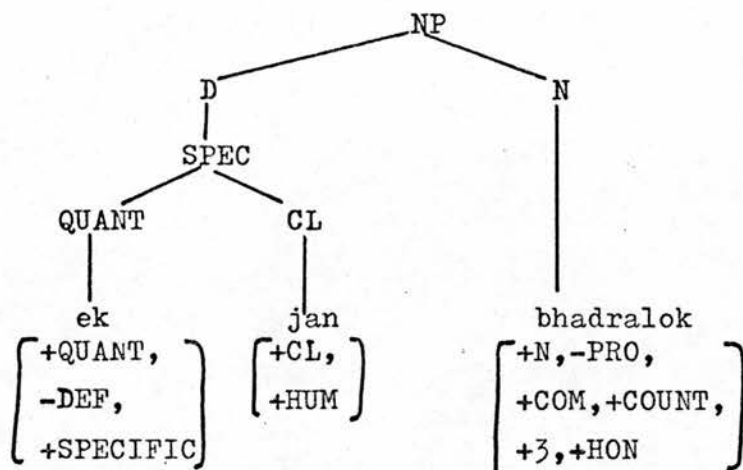 NP
D N
SPEC
QUANT CL
ek jan bhadralok
+QUANT, +CL, +N,-PRO,
-DEF, +HUM +COM,+COUNT,
+SPECIFIC +3,+HON